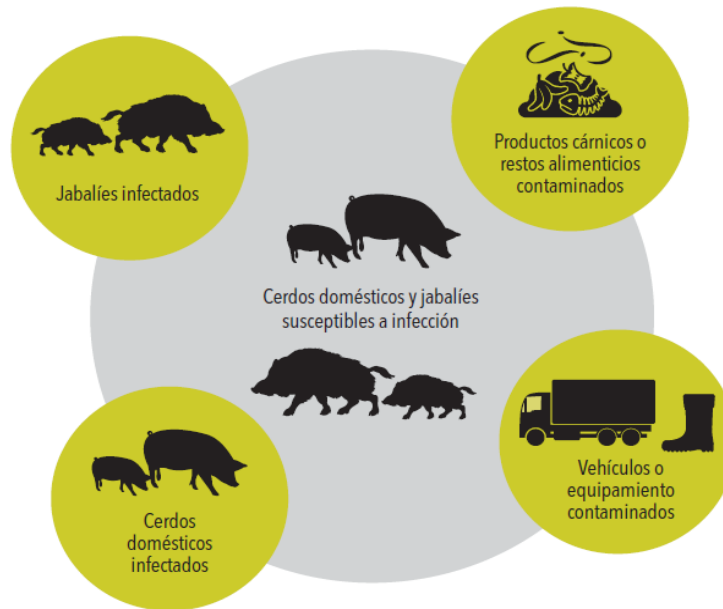 Jabalíes infectados
Productos cárnicos o
restos alimenticios
contaminados
Cerdos domésticos y jabalíes
susceptibles a infección
Cerdos
domésticos
infectados
Vehículos o
equipamiento
contaminados